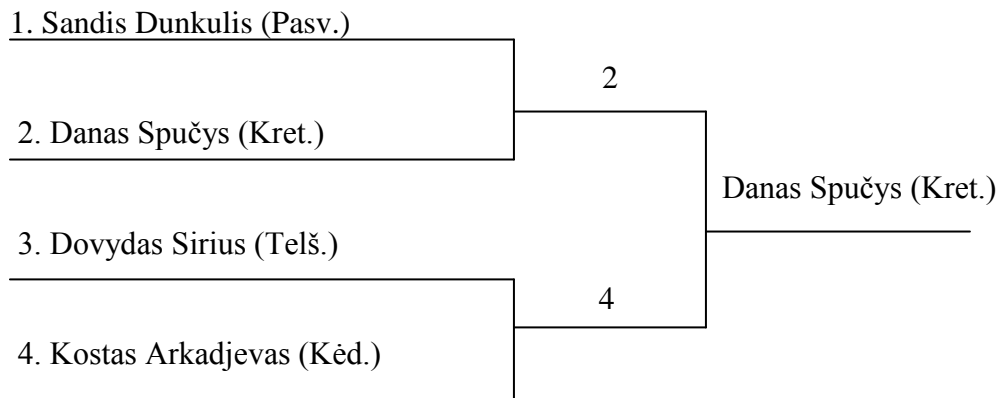 1. Sandis Dunkulis (Pasv.)
2
2. Danas Spučys (Kret.)
Danas Spučys (Kret.)
3. Dovydas Sirius (Telš.)
4
4. Kostas Arkadjevas (Kėd.)